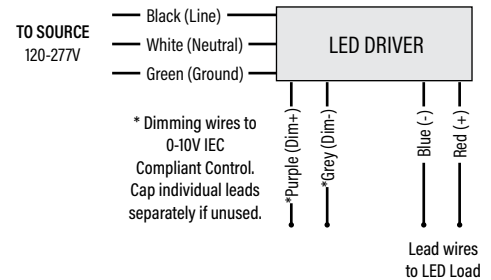 TO SOURCE
120-277V
Black (Line)
White (Neutral)
Green (Ground)
LED DRIVER
* Dimming wires to
0-10V IEC
Compliant Control.
Cap individual leads
separately if unused.
*Purple (Dim+)
*Grey (Dim-)
Blue (-)
Red (+)
Lead wires
to LED Load